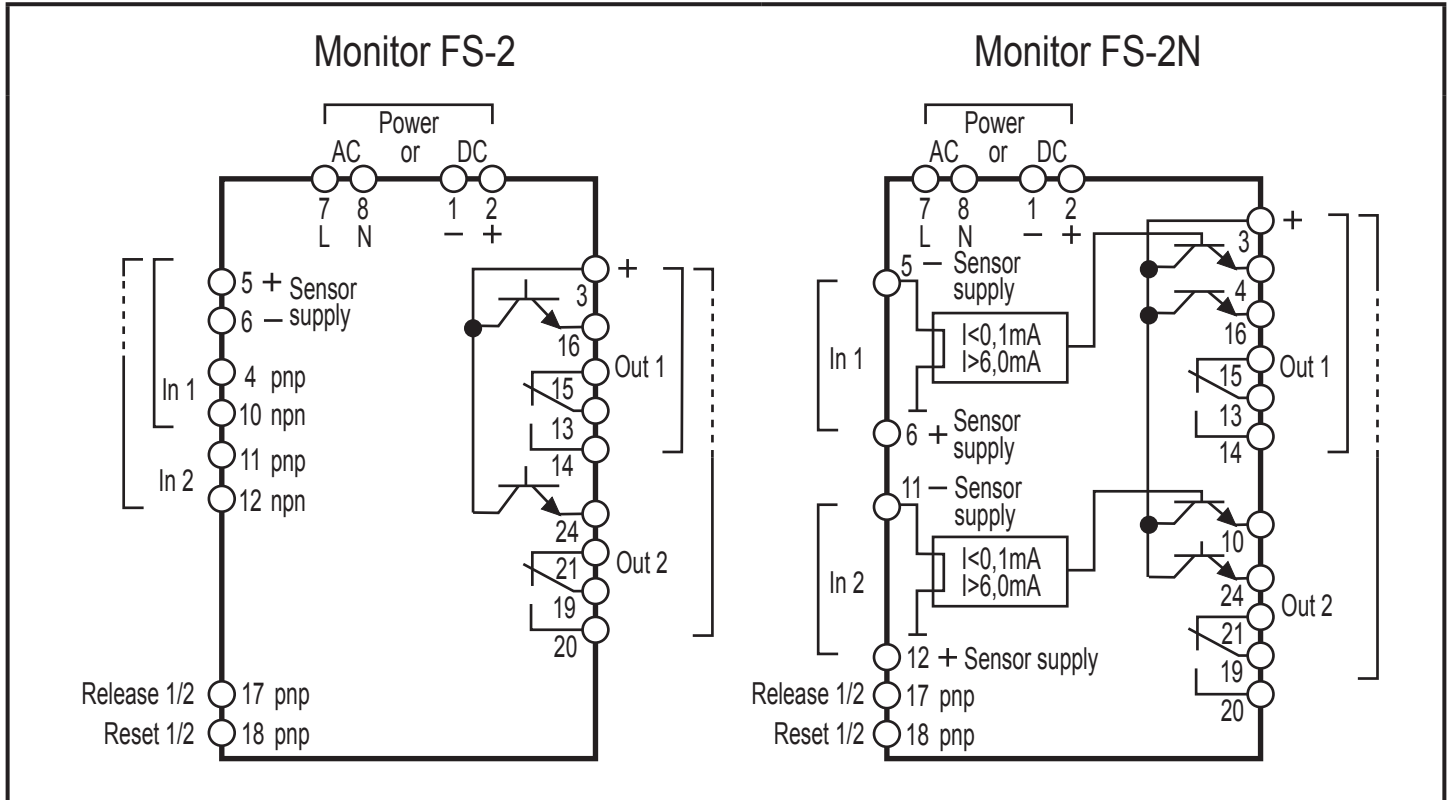 Monitor FS-2
Power
AC or DC
7 8 1 2
L N − +
5 + Sensor
6 − supply
In 1
4 pnp
10 npn
In 2
11 pnp
12 npn
Release 1/2 17 pnp
Reset 1/2 18 pnp
+
3
16
15
Out 1
13
14
24
21
Out 2
19
20
Monitor FS-2N
Power
AC or DC
7 8 1 2
L N − +
5 − Sensor
supply
In 1
I<0,1mA
I>6,0mA
6 + Sensor
supply
11 − Sensor
supply
In 2
I<0,1mA
I>6,0mA
12 + Sensor supply
Release 1/2 17 pnp
Reset 1/2 18 pnp
+
3
4
16
15
Out 1
13
14
10
24
21
Out 2
19
20